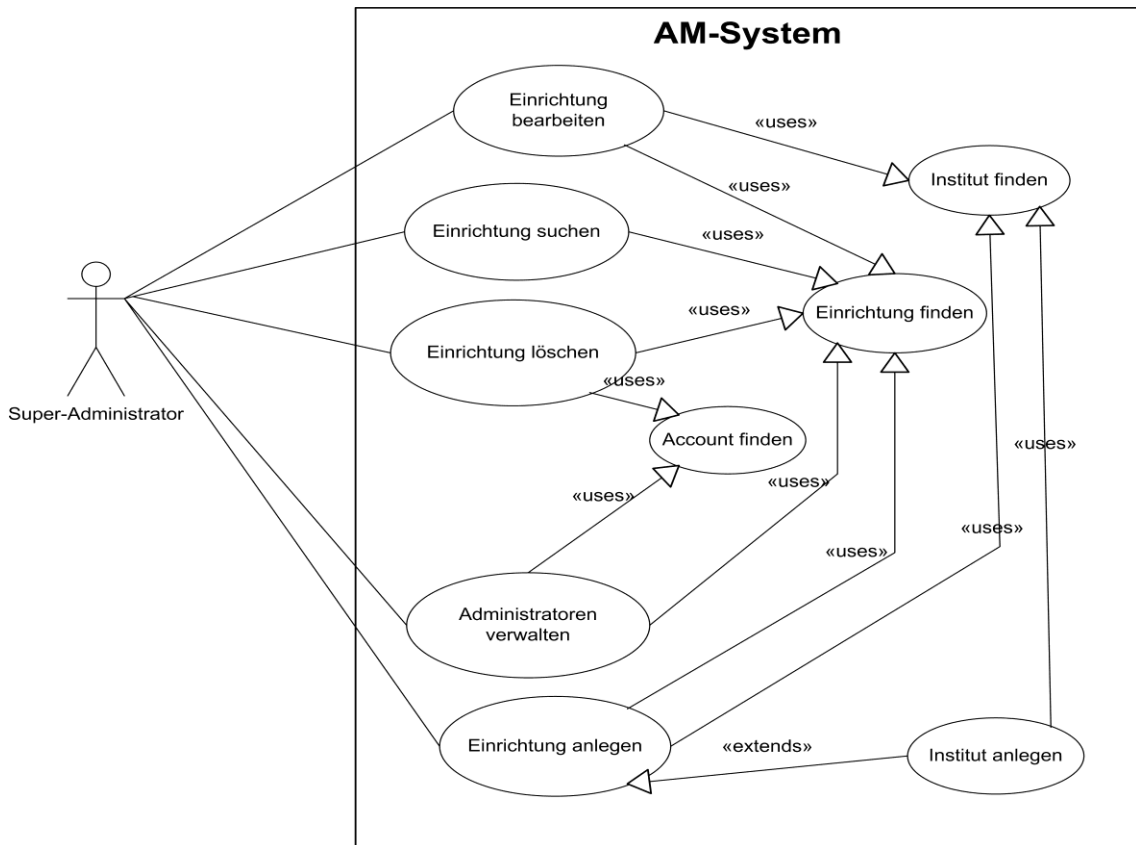 AM-System
Einrichtung
bearbeiten
«uses»
Institut finden
«uses»
Einrichtung suchen
«uses»
Einrichtung finden
«uses»
Einrichtung löschen
«uses»
Super-Administrator
Account finden
«uses»
«uses»
«uses»
«uses»
«uses»
Administratoren
verwalten
Einrichtung anlegen
«extends»
Institut anlegen